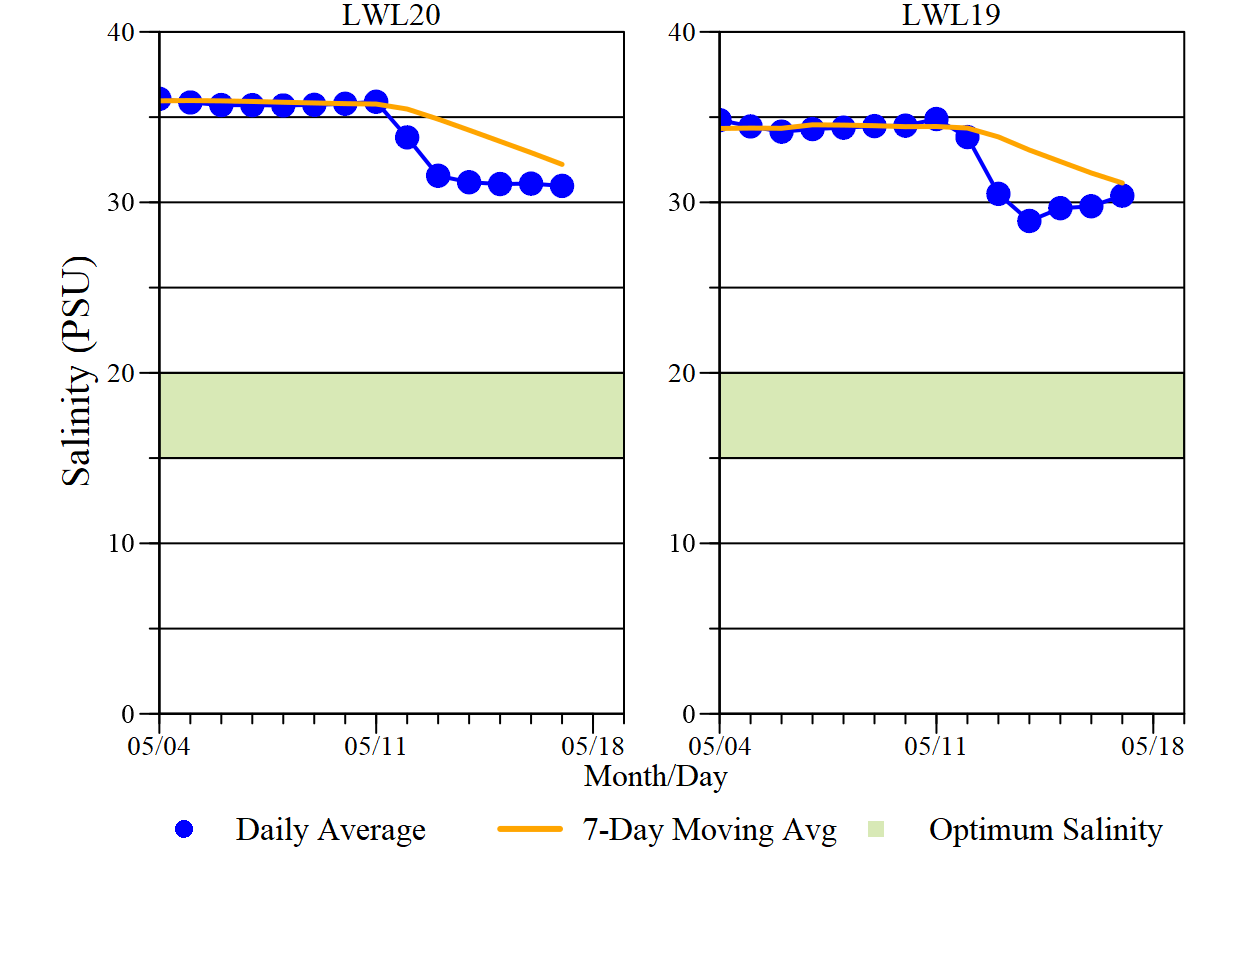 LWL20 LWL19
40 40
30 30
20 20
10 10
0 0
Salinity (PSU)
05/04 05/11 05/18 05/04 05/11 05/18
Month/Day
Daily Average 7-Day Moving Avg Optimum Salinity